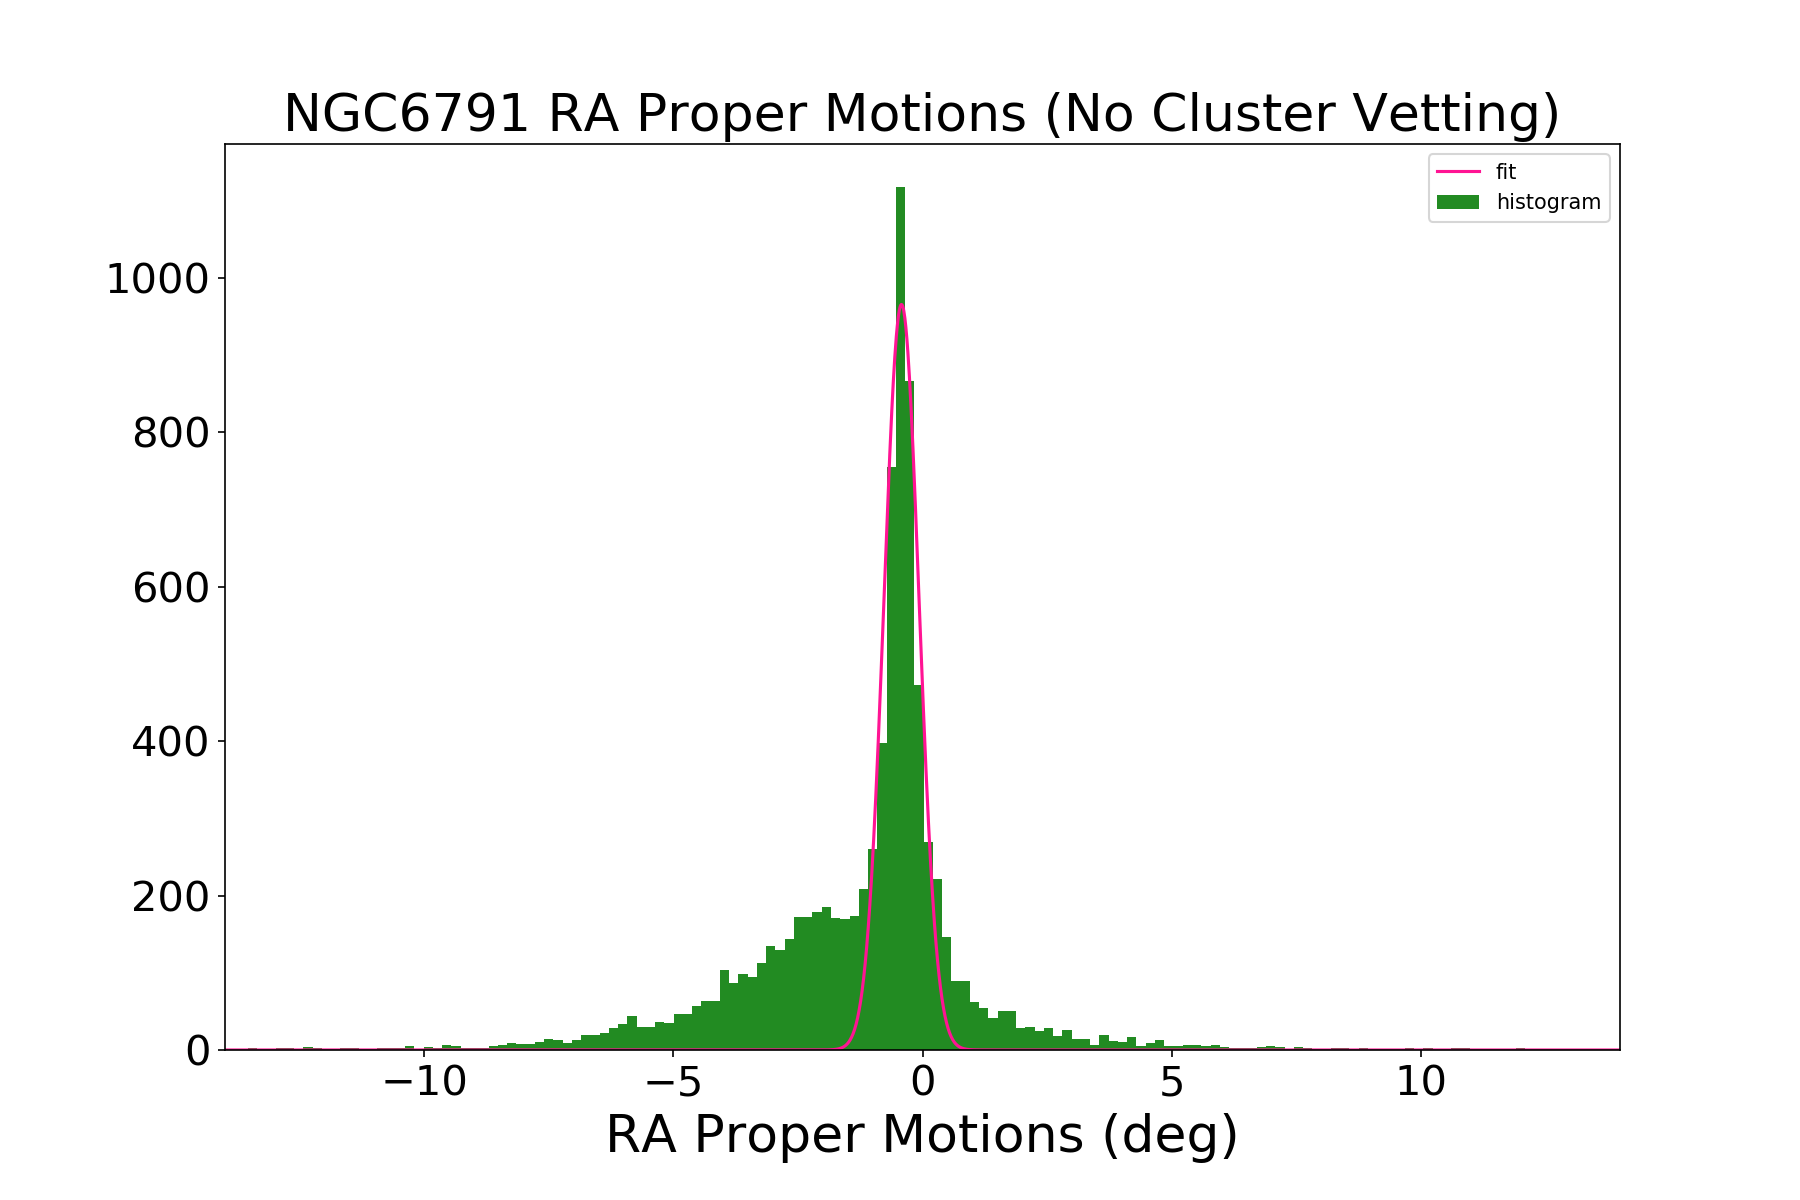 NGC6791 RA Proper Motions (No Cluster Vetting)
fit
histogram
1000
800
600
400
200
0
−10 −5 0 5 10
RA Proper Motions (deg)